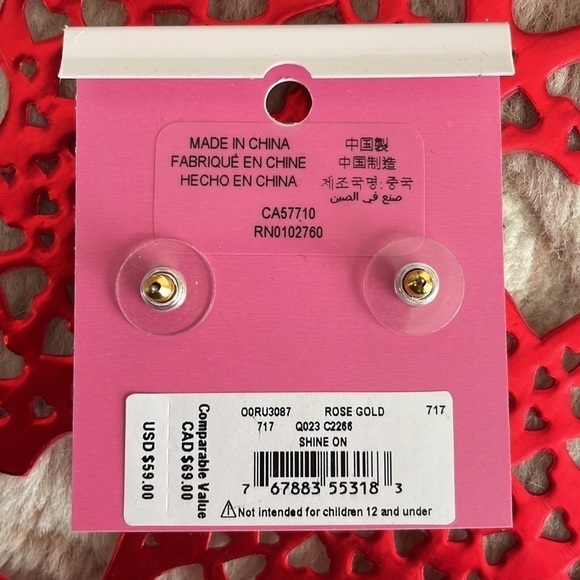 MADE IN CHINA
FABRIQUÉ EN CHINE
HECHO EN CHINA
中国製
中国制造
제조국명:중국
صنع في الصين
CA57710
RN0102760
O0RU3087 ROSE GOLD 717
717 Q023 C2266
SHINE ON
7 67883 55318 3
⚠Not intended for children 12 and under
Comparable Value
CAD $69.00
USD $59.00